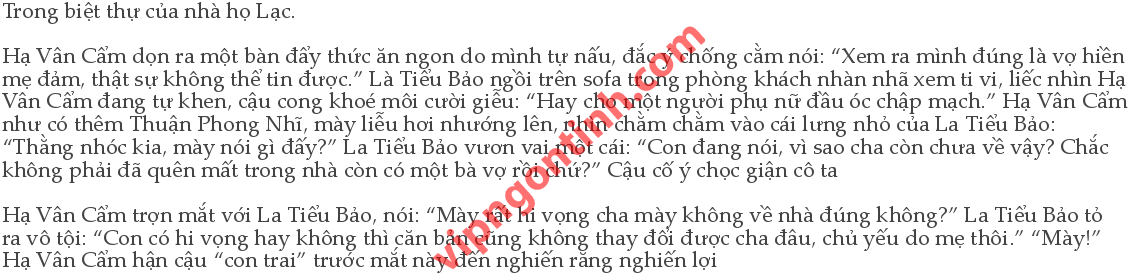 Trong biệt thự của nhà họ Lạc.
Hạ Vân Cẩm dọn ra một bàn đẩy thức ăn ngon do mình tự nấu, đắc ý chống cằm nói: “Xem ra mình đúng là vợ hiền
mẹ đảm, thật sự không thể tin được.” Là Tiểu Bảo ngồi trên sofa trong phòng khách nhàn nhã xem ti vi, liếc nhìn Hạ
Vân Cẩm đang tự khen, cậu cong khoé môi cười giễu: “Hay cho một người phụ nữ đầu óc chập mạch.” Hạ Vân Cẩm
như có thêm Thuận Phong Nhĩ, mày liễu hơi nhướng lên, nhìn chằm chằm vào cái lưng nhỏ của La Tiểu Bảo:
“Thằng nhóc kia, mày nói gì đấy?” La Tiểu Bảo vươn vai một cái: “Con đang nói, vì sao cha còn chưa về vậy? Chắc
không phải đã quên mất trong nhà còn có một bà vợ rồi chứ?” Cậu cố ý chọc giận cô ta
Hạ Vân Cẩm trợn mắt với La Tiểu Bảo, nói: “Mày rất hi vọng cha mày không về nhà đúng không?” La Tiểu Bảo tỏ
ra vô tội: “Con có hi vọng hay không thì căn bản cũng không thay đổi được cha đâu, chủ yếu do mẹ thôi.” “Mày!”
Hạ Vân Cẩm hận cậu “con trai” trước mắt này đến nghiến răng nghiến lợi
vipngontinh.com